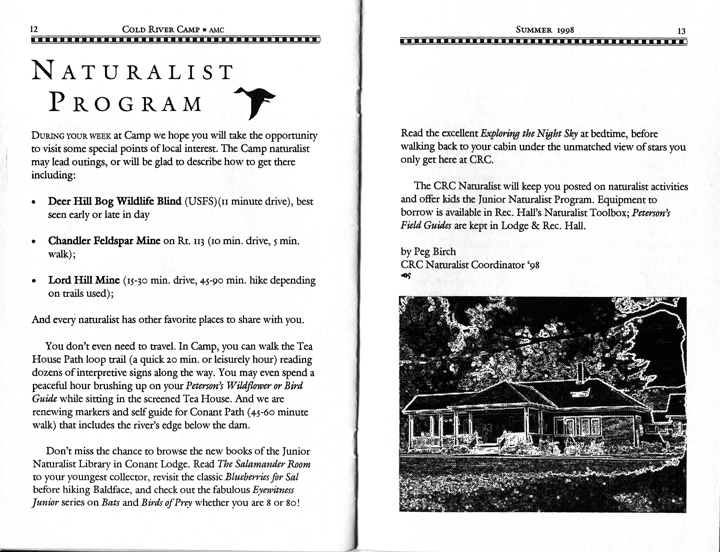 12
COLD RIVER CAMP ▪ AMC
NATURALIST
PROGRAM
DURING YOUR WEEK at Camp we hope you will take the opportunity
to visit some special points of local interest. The Camp naturalist
may lead outings, or will be glad to describe how to get there
including:
• Deer Hill Bog Wildlife Blind (USFS)(11 minute drive), best
seen early or late in day
• Chandler Feldspar Mine on Rt. 113 (10 min. drive, 5 min.
walk);
• Lord Hill Mine (15-30 min. drive, 45-90 min. hike depending
on trails used);
And every naturalist has other favorite places to share with you.
You don't even need to travel. In Camp, you can walk the Tea
House Path loop trail (a quick 20 min. or leisurely hour) reading
dozens of interpretive signs along the way. You may even spend a
peaceful hour brushing up on your Peterson's Wildflower or Bird
Guide while sitting in the screened Tea House. And we are
renewing markers and self guide for Conant Path (45-60 minute
walk) that includes the river's edge below the dam.
Don't miss the chance to browse the new books of the Junior
Naturalist Library in Conant Lodge. Read The Salamander Room
to your youngest collector, revisit the classic Blueberries for Sal
before hiking Baldface, and check out the fabulous Eyewitness
Junior series on Bats and Birds of Prey whether you are 8 or 80!
SUMMER 1998
13
Read the excellent Exploring the Night Sky at bedtime, before
walking back to your cabin under the unmatched view of stars you
only get here at CRC.
The CRC Naturalist will keep you posted on naturalist activities
and offer kids the Junior Naturalist Program. Equipment to
borrow is available in Rec. Hall's Naturalist Toolbox; Peterson's
Field Guides are kept in Lodge & Rec. Hall.
by Peg Birch
CRC Naturalist Coordinator '98